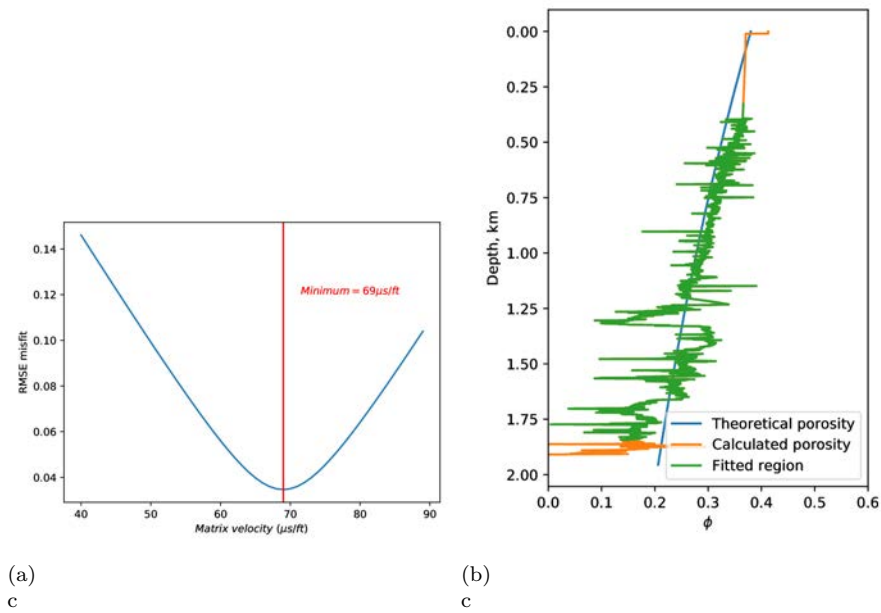 0.14
0.12
0.10
0.08
0.06
0.04
RMSE misfit
Minimum = 69μs/ft
40 50 60 70 80 90
Matrix velocity (μs/ft)
0.00
0.25
0.50
0.75
1.00
1.25
1.50
1.75
2.00
Depth, km
Theoretical porosity
Calculated porosity
Fitted region
0.0 0.1 0.2 0.3 0.4 0.5 0.6
ϕ
(a)
c
(b)
c